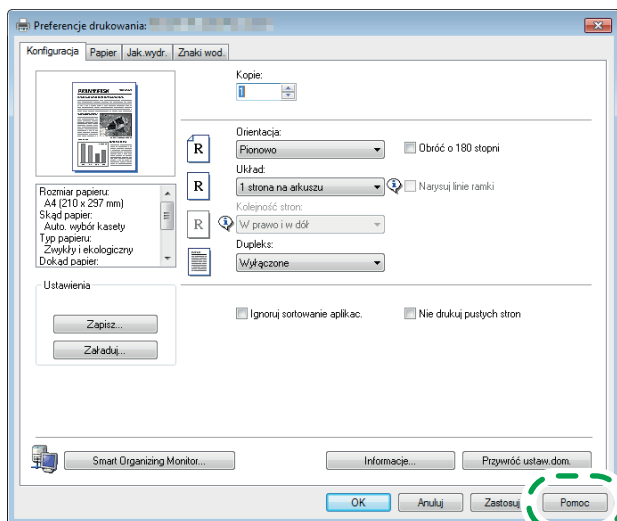 Preferencje drukowania:
Konfiguracja Papier Jak.wydr. Znaki wod.
Kopie:
1
Orientacja:
R Pionowo Obróć o 180 stopni
Układ:
R 1 strona na arkuszu Narysuj linie ramki
Kolejność stron:
R W prawo i w dół
Dupleks:
Wyłączone
Rozmiar papieru:
A4 (210 x 297 mm)
Skąd papier:
Auto. wybór kasety
Typ papieru:
Zwykły i ekologiczny
Dokąd papier:
Ustawienia
Zapisz...
Załaduj...
Ignoruj sortowanie aplikac. Nie drukuj pustych stron
Smart Organizing Monitor... Informacje... Przywróć ustaw.dom.
OK Anuluj Zastosuj Pomoc